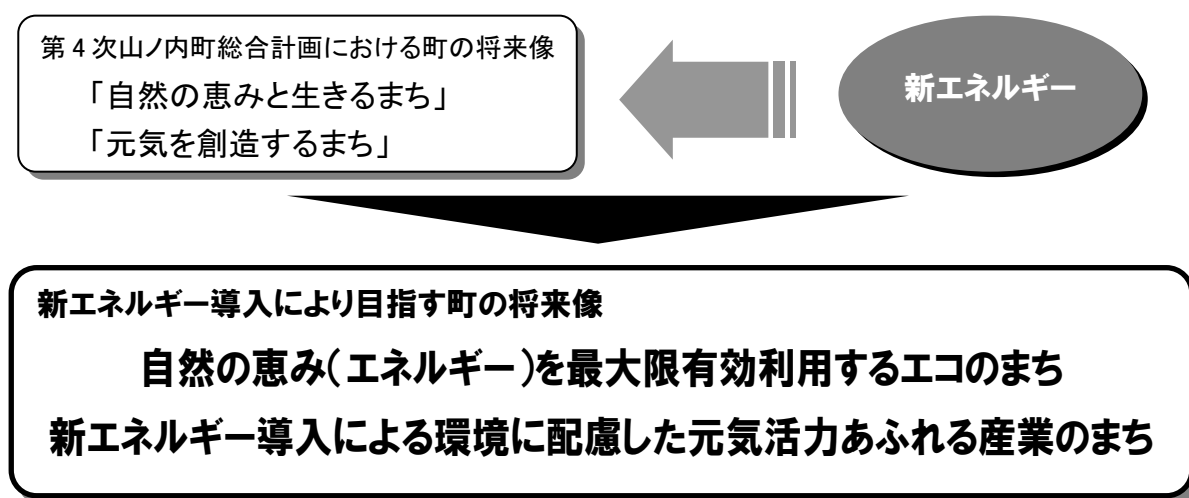 第4次山ノ内町総合計画における町の将来像
「自然の恵みと生きるまち」
「元気を創造するまち」
新エネルギー
新エネルギー導入により目指す町の将来像
自然の恵み(エネルギー)を最大限有効利用するエコのまち
新エネルギー導入による環境に配慮した元気活力あふれる産業のまち